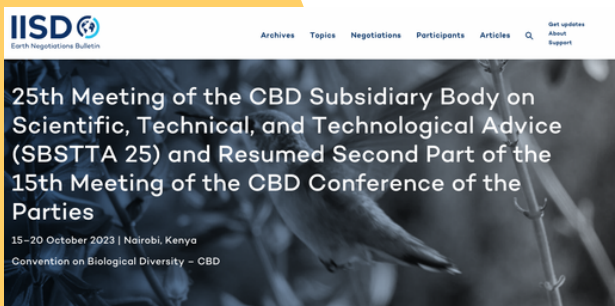 IISD
Earth Negotiations Bulletin
Archives Topics Negotiations Participants Articles
Get updates
About
Support
25th Meeting of the CBD Subsidiary Body on
Scientific, Technical, and Technological Advice
(SBSTTA 25) and Resumed Second Part of the
15th Meeting of the CBD Conference of the
Parties
15–20 October 2023 | Nairobi, Kenya
Convention on Biological Diversity – CBD